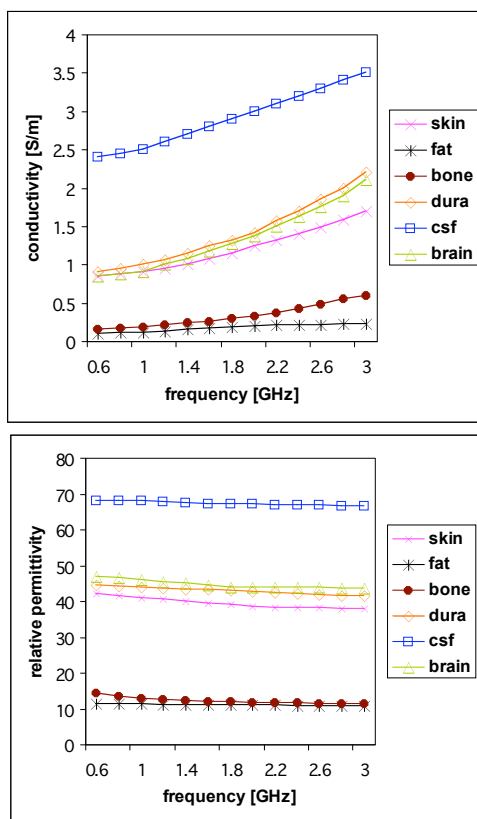 4
3.5
3
2.5
2
1.5
1
0.5
0
conductivity [S/m]
0.6 1 1.4 1.8 2.2 2.6 3
frequency [GHz]
skin
fat
bone
dura
csf
brain
80
70
60
50
40
30
20
10
0
relative permittivity
0.6 1 1.4 1.8 2.2 2.6 3
frequency [GHz]
skin
fat
bone
dura
csf
brain